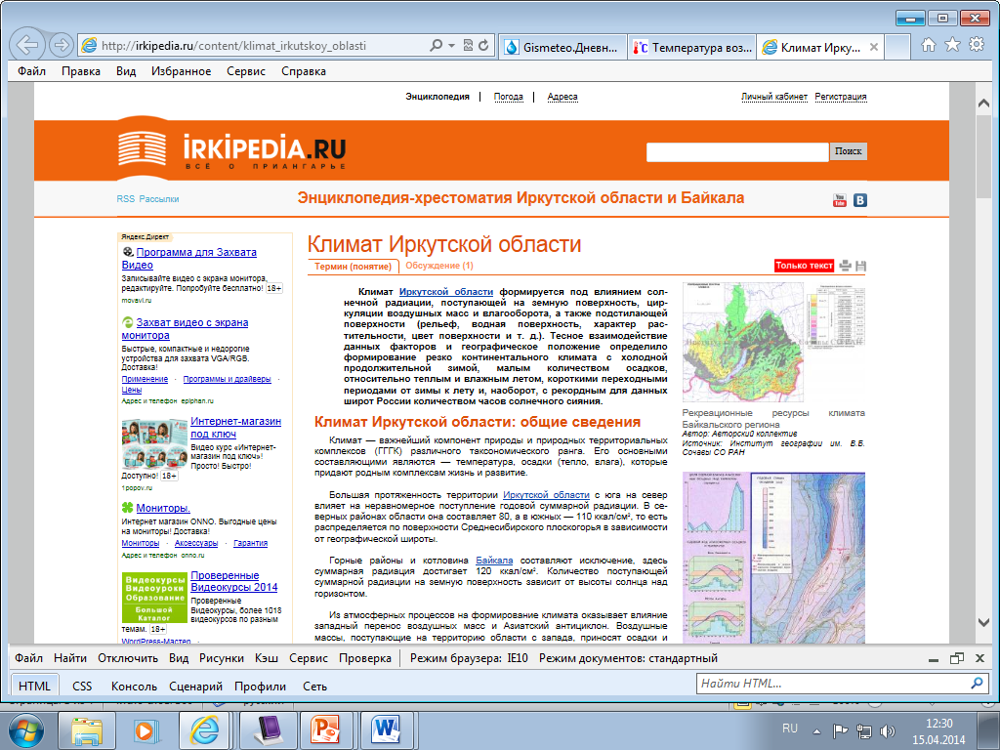 http://irkipedia.ru/content/klimat_irkutskoy_oblasti
Gismeteo.Дневн...
Температура воз...
Климат Ирку...
Файл Правка Вид Избранное Сервис Справка
Энциклопедия | Погода | Адреса
Личный кабинет Регистрация
IRKIPEDIA.RU
ВСЁ О ПРИАНГАРЬЕ
Поиск
RSS Рассылки
Энциклопедия-хрестоматия Иркутской области и Байкала
Яндекс.Директ
Программа для Захвата
Видео
Записывайте видео с экрана монитора,
редактируйте. Попробуйте бесплатно! 18+
movavi.ru
Захват видео с экрана
монитора
Быстрые, компактные и недорогие
устройства для захвата VGA/RGB.
Доставка!
Применение · Программы и драйверы ·
Цены
Адрес и телефон epiphan.ru
Интернет-магазин
под ключ
Видео курс «Интернет-
магазин под ключ»!
Просто! Быстро!
Доступно! 18+
1popov.ru
Мониторы.
Интернет магазин ONNO. Выгодные цены
на мониторы! Доставка!
Мониторы · Аксессуары · Гарантия
Адрес и телефон onno.ru
Видеокурсы
Видеоуроки
Образование
Большой
Каталог
Проверенные
Видеокурсы 2014
Проверенные
Видеокурсы, более 1018
видеокурсов по разным
темам. 18+
WordPress-Мастер
Климат Иркутской области
Термин (понятие) Обсуждение (1)
Только текст
Климат Иркутской области формируется под влиянием сол-
нечной радиации, поступающей на земную поверхность, цир-
куляции воздушных масс и влагооборота, а также подстилающей
поверхности (рельеф, водная поверхность, характер рас-
тительности, цвет поверхности и т. д.). Тесное взаимодействие
данных факторов и географическое положение определило
формирование резко континентального климата с холодной
продолжительной зимой, малым количеством осадков,
относительно теплым и влажным летом, короткими переходными
периодами от зимы к лету и, наоборот, с рекордным для данных
широт России количеством часов солнечного сияния.
Климат Иркутской области: общие сведения
Климат — важнейший компонент природы и природных территориальных
комплексов (ГГГК) различного таксономического ранга. Его основными
составляющими являются — температура, осадки (тепло, влага), которые
придают родным комплексам жизнь и развитие.
Большая протяженность территории Иркутской области с юга на север
влияет на неравномерное поступление годовой суммарной радиации. В се-
верных районах области она составляет 80, а в южных — 110 ккал/см², то есть
распределяется по поверхности Среднесибирского плоскогорья в зависимости
от географической широты.
Горные районы и котловина Байкала составляют исключение, здесь
суммарная радиация достигает 120 ккал/см². Количество поступающей
суммарной радиации на земную поверхность зависит от высоты солнца над
горизонтом.
Из атмосферных процессов на формирование климата оказывает влияние
западный перенос воздушных масс и Азиатский антициклон. Воздушные
массы, поступающие на территорию области с запада, приносят осадки и
Рекреационные ресурсы климата
Байкальского региона
Автор: Авторский коллектив
Источник: Институт географии им. В.Б.
Сочавы СО РАН
Файл Найти Отключить Вид Рисунки Кэш Сервис Проверка | Режим браузера: IE10 Режим документов: стандартный
HTML CSS Консоль Сценарий Профили Сеть
Найти HTML...
RU
12:30
15.04.2014